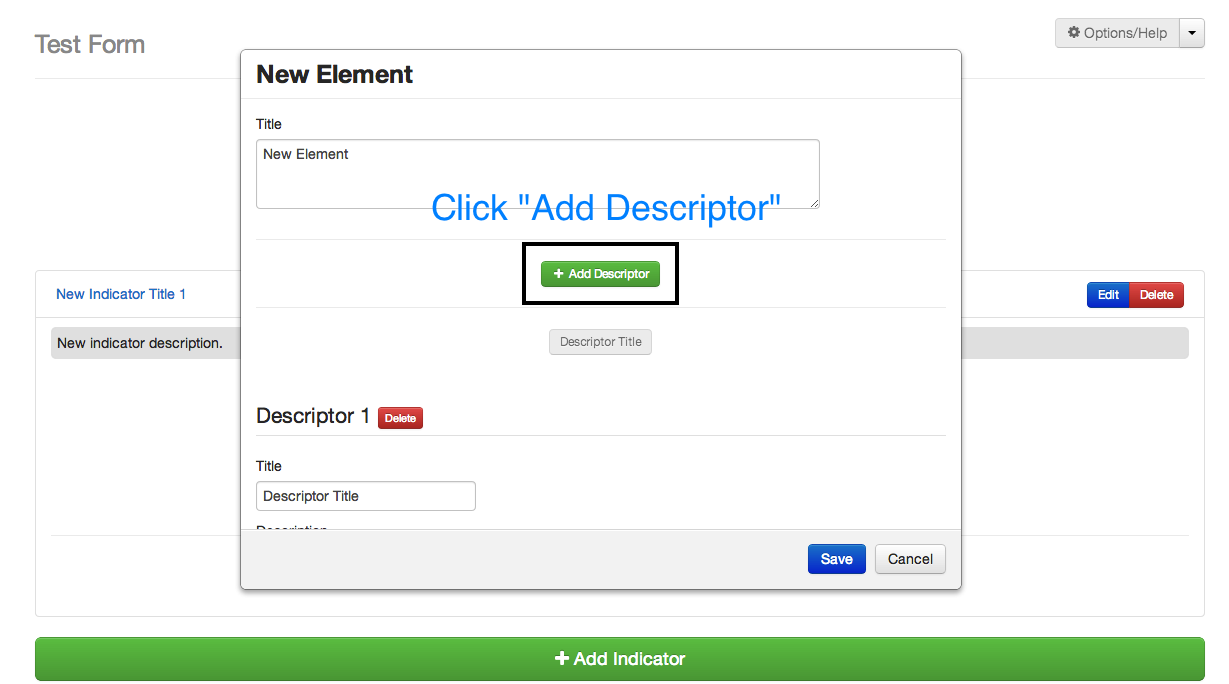 Test Form
Options/Help
New Element
Title
New Element
Click "Add Descriptor"
+ Add Descriptor
New Indicator Title 1
Edit
Delete
Descriptor Title
New indicator description.
Descriptor 1
Delete
Title
Descriptor Title
Description
Save
Cancel
+ Add Indicator